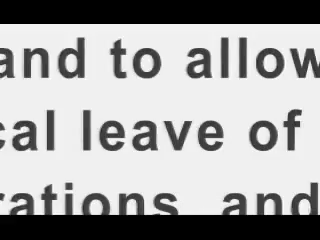 and to allow
cal leave of
rations, and